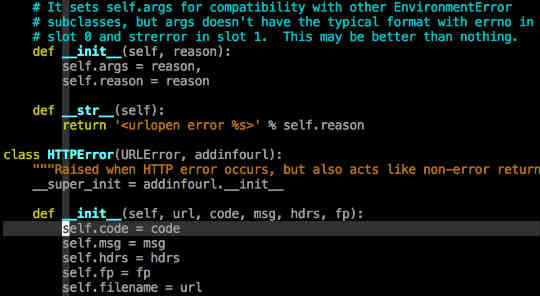 # It sets self.args for compatibility with other EnvironmentError
# subclasses, but args doesn't have the typical format with errno in
# slot 0 and strerror in slot 1.  This may be better than nothing.
def __init__(self, reason):
self.args = reason,
self.reason = reason
def __str__(self):
return '<urlopen error %s>' % self.reason
class HTTPError(URLError, addinfourl):
"""Raised when HTTP error occurs, but also acts like non-error return
__super_init = addinfourl.__init__
def __init__(self, url, code, msg, hdrs, fp):
self.code = code
self.msg = msg
self.hdrs = hdrs
self.fp = fp
self.filename = url